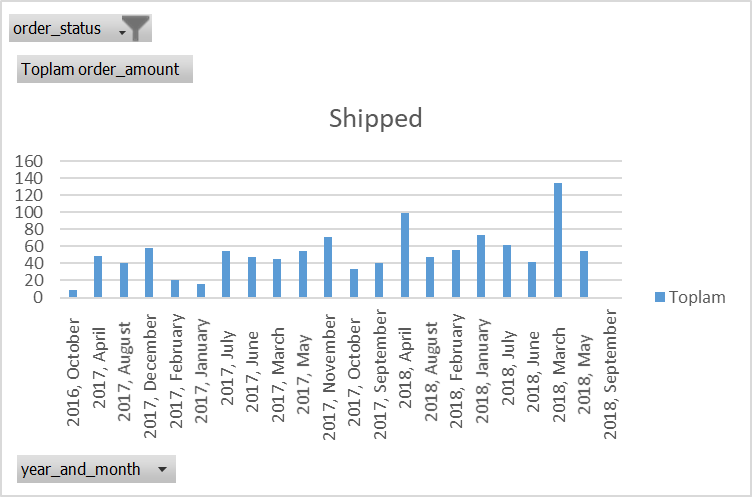 order_status
Toplam order_amount
Shipped
160
140
120
100
80
60
40
20
0
2016, October
2017, April
2017, August
2017, December
2017, February
2017, January
2017, July
2017, June
2017, March
2017, May
2017, November
2017, October
2017, September
2018, April
2018, August
2018, February
2018, January
2018, July
2018, June
2018, March
2018, May
2018, September
Toplam
year_and_month